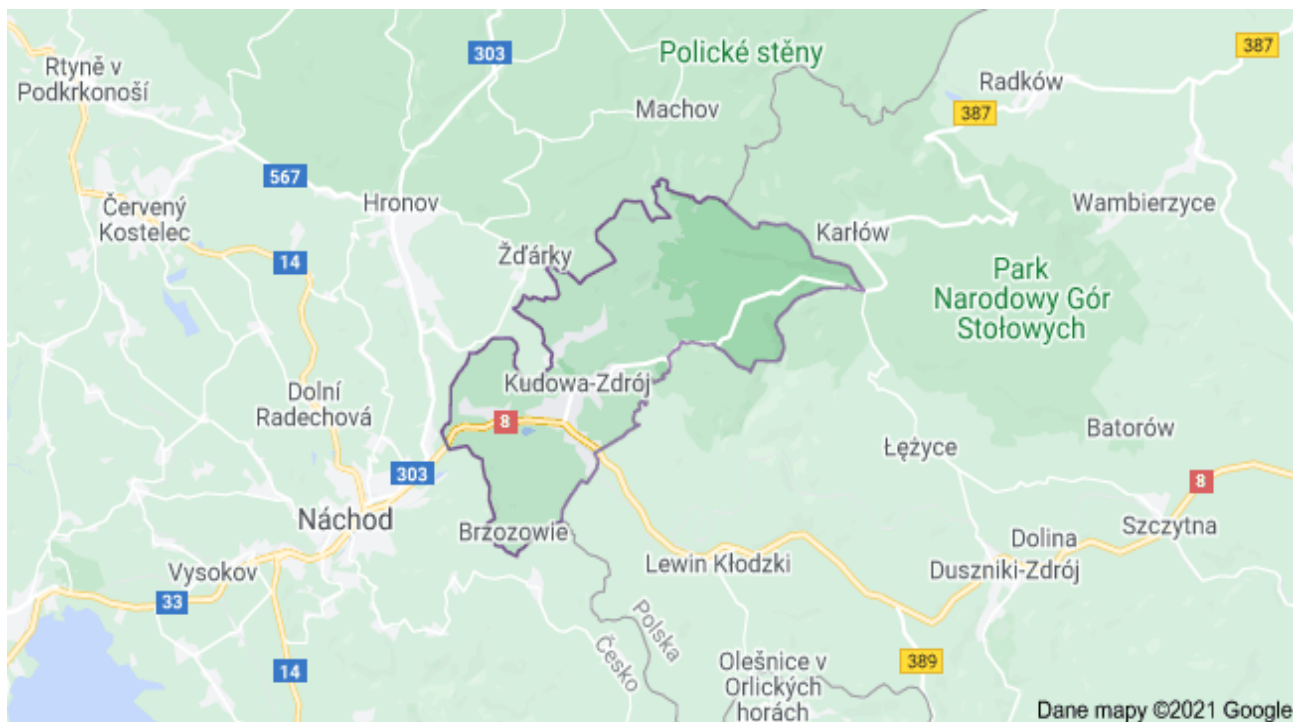 303
Polické stěny
387
Rtyně v
Podkrkonoší
Radków
Machov
387
567
Hronov
Červený
Kostelec
Wambierzyce
Karłów
Žďárky
14
Park
Narodowy Gór
Stołowych
Kudowa-Zdrój
Dolní
Radechová
8
Batorów
Łężyce
303
8
Náchod
Szczytna
Brzozowie
Dolina
Lewin Kłodzki
Duszniki-Zdrój
Vysokov
33
Polska
Česko
14
389
Olešnice v
Orlických
horách
Dane mapy ©2021 Google